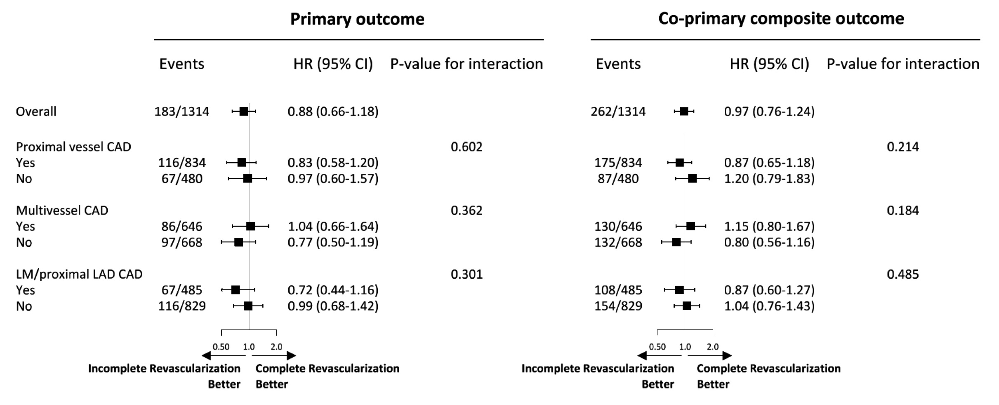 Primary outcome Co-primary composite outcome
Events HR (95% CI) P-value for interaction Events HR (95% CI) P-value for interaction
Overall 183/1314 0.88 (0.66-1.18) 262/1314 0.97 (0.76-1.24)
Proximal vessel CAD 0.602 0.214
Yes 116/834 0.83 (0.58-1.20) 175/834 0.87 (0.65-1.18)
No 67/480 0.97 (0.60-1.57) 87/480 1.20 (0.79-1.83)
Multivessel CAD 0.362 0.184
Yes 86/646 1.04 (0.66-1.64) 130/646 1.15 (0.80-1.67)
No 97/668 0.77 (0.50-1.19) 132/668 0.80 (0.56-1.16)
LM/proximal LAD CAD 0.301 0.485
Yes 67/485 0.72 (0.44-1.16) 108/485 0.87 (0.60-1.27)
No 116/829 0.99 (0.68-1.42) 154/829 1.04 (0.76-1.43)
0.50 1.0 2.0 0.50 1.0 2.0
Incomplete Revascularization Complete Revascularization Incomplete Revascularization Complete Revascularization
Better Better Better Better